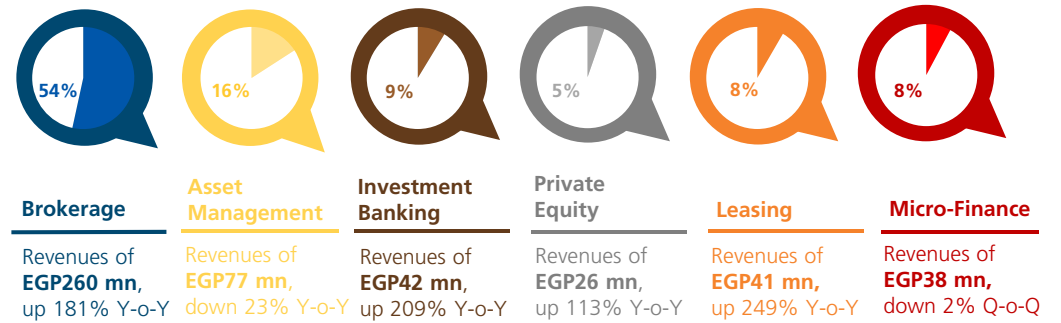 54%
16%
9%
5%
8%
8%
Brokerage
Revenues of
EGP260 mn,
up 181% Y-o-Y
Asset
Management
Revenues of
EGP77 mn,
down 23% Y-o-Y
Investment
Banking
Revenues of
EGP42 mn,
up 209% Y-o-Y
Private
Equity
Revenues of
EGP26 mn,
up 113% Y-o-Y
Leasing
Revenues of
EGP41 mn,
up 249% Y-o-Y
Micro-Finance
Revenues of
EGP38 mn,
down 2% Q-o-Q